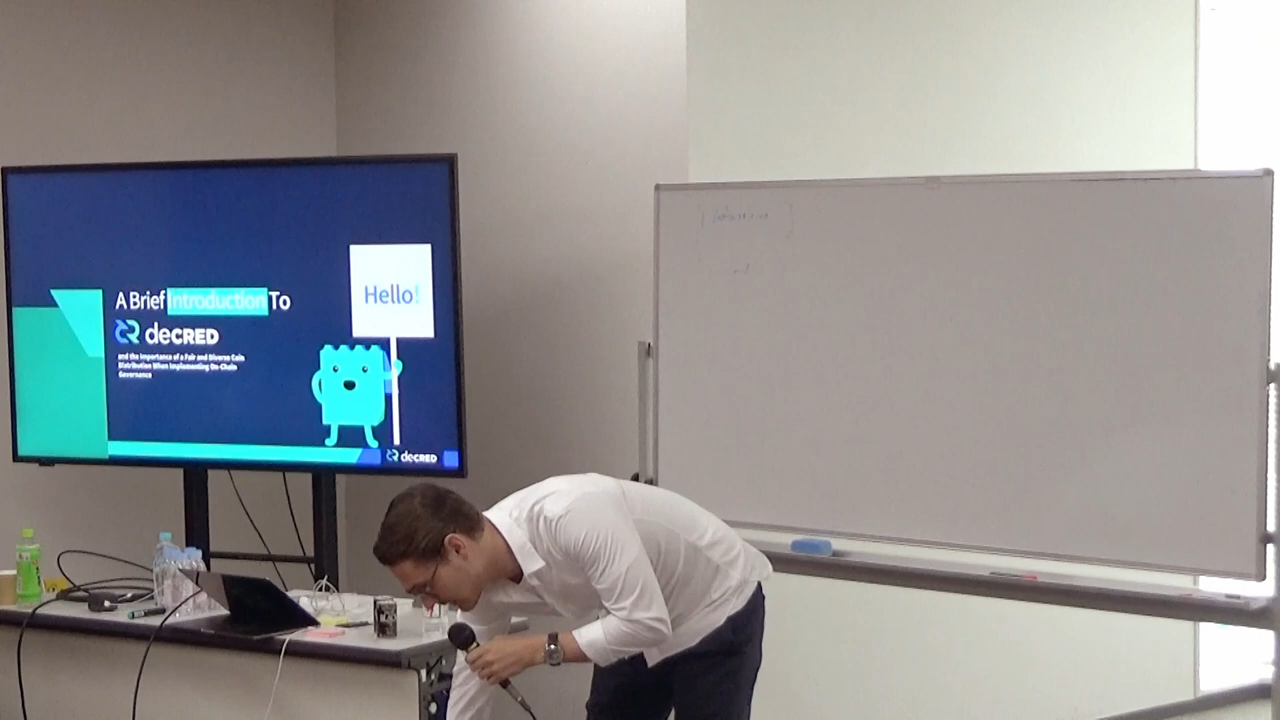 A Brief Introduction To
decRED
and the Importance of a Fair and Diverse Coin
Distribution When Implementing On-Chain
Governance
Hello!
decRED